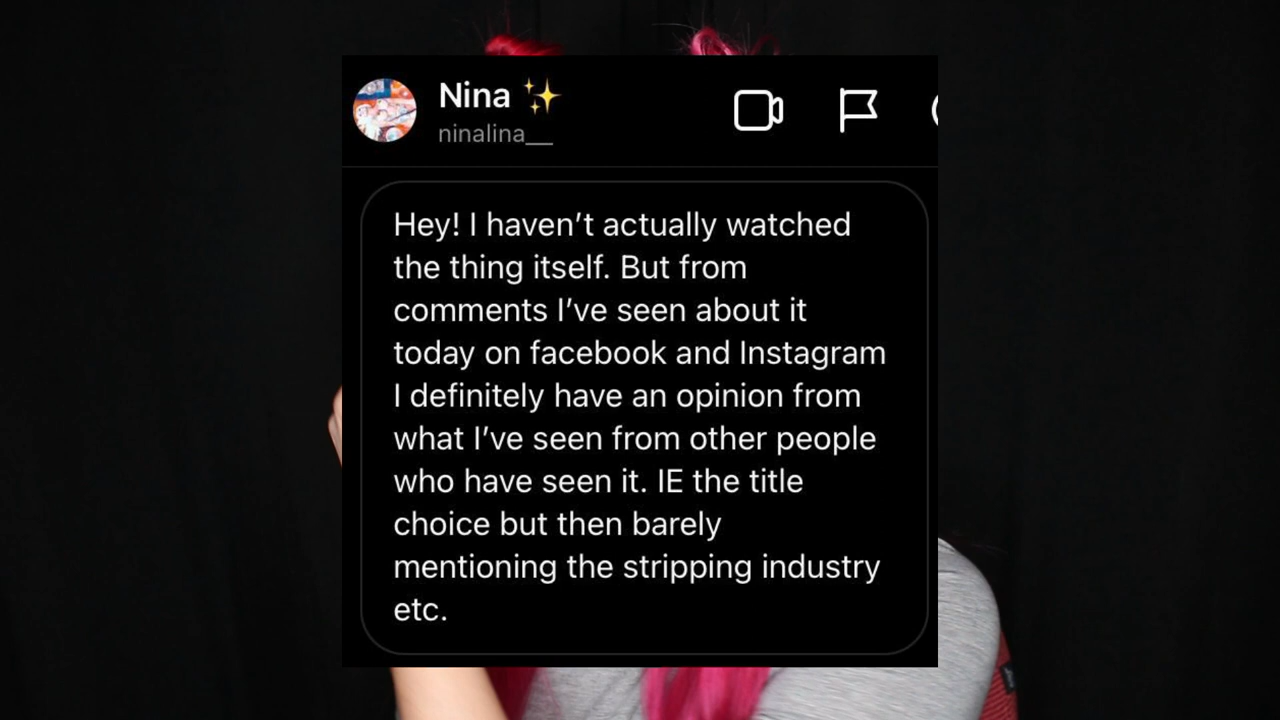 Nina ✨
ninalina__
Hey! I haven’t actually watched
the thing itself. But from
comments I’ve seen about it
today on facebook and Instagram
I definitely have an opinion from
what I’ve seen from other people
who have seen it. IE the title
choice but then barely
mentioning the stripping industry
etc.